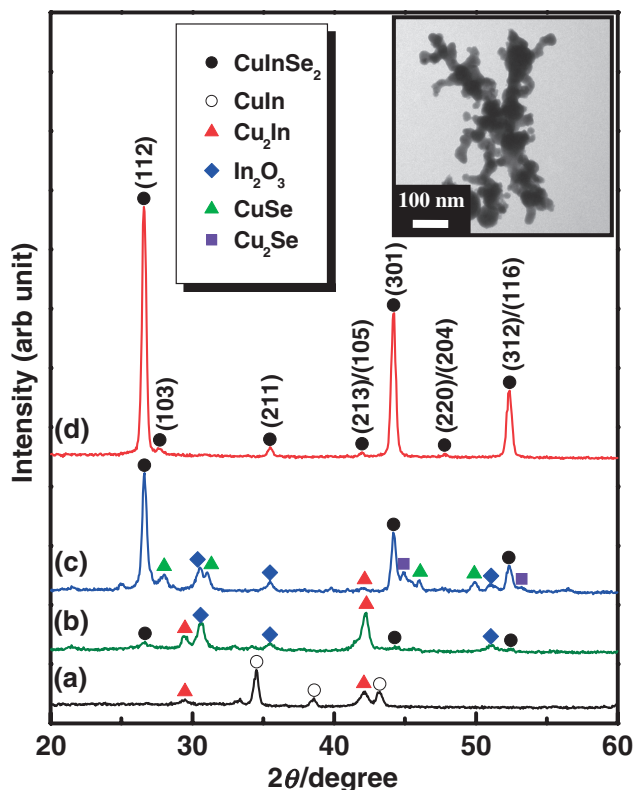 CuInSe₂
CuIn
Cu₂In
In₂O₃
CuSe
Cu₂Se
100 nm
(112)
(103)
(211)
(213)/(105)
(301)
(220)/(204)
(312)/(116)
(d)
(c)
(b)
(a)
Intensity (arb unit)
20 30 40 50 60
2θ/degree